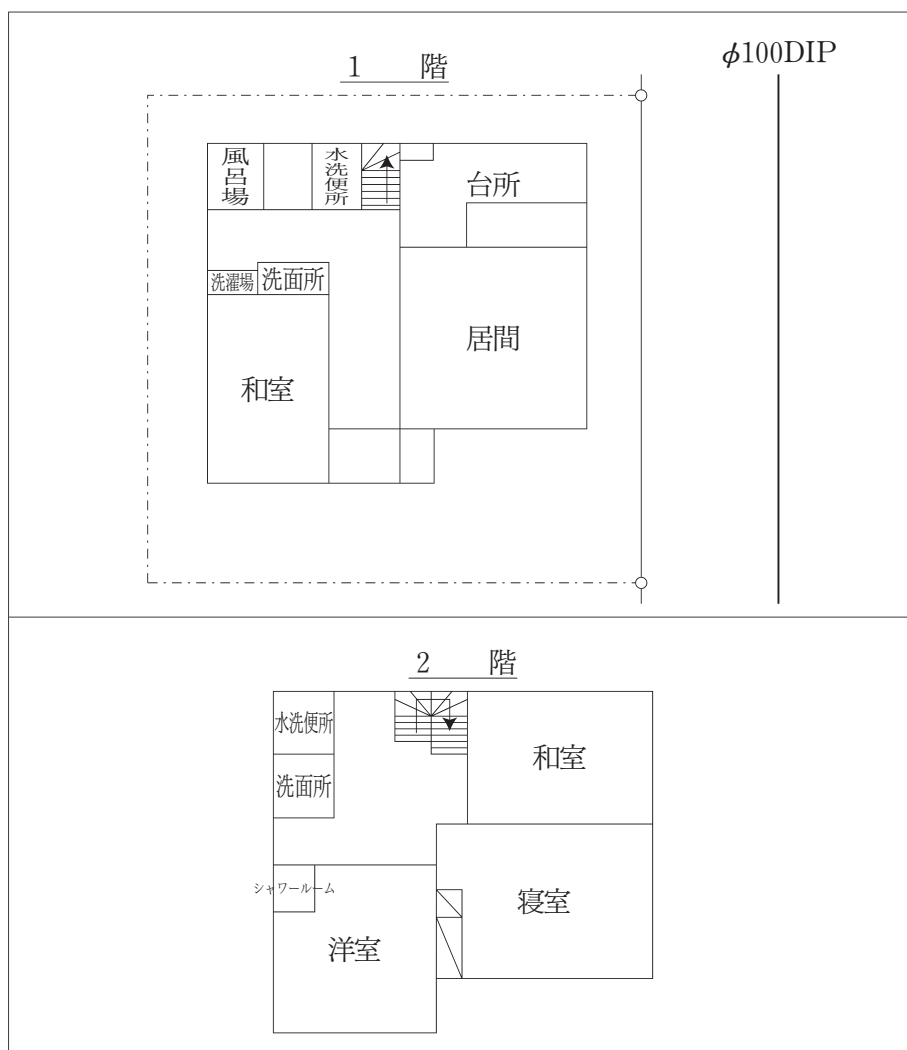 1 階
φ100DIP
風呂場
水洗便所
台所
洗濯場
洗面所
居間
和室
2 階
水洗便所
和室
洗面所
シャワールーム
寝室
洋室